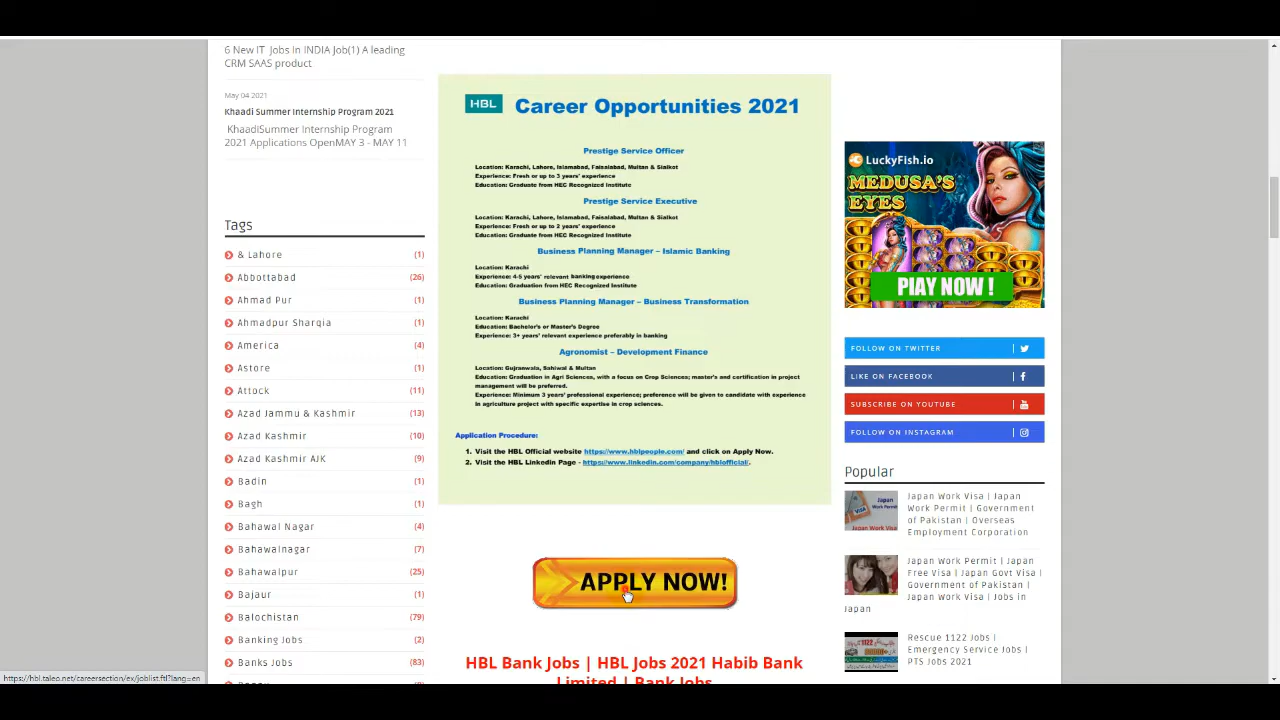 6 New IT Jobs In INDIA Job(1) A leading
CRM SAAS product
May 04 2021
Khaadi Summer Internship Program 2021
KhaadiSummer Internship Program
2021 Applications OpenMAY 3 - MAY 11
Tags
& Lahore (1)
Abbottabad (26)
Ahmad Pur (1)
Ahmadpur Sharqia (1)
America (4)
Astore (1)
Attock (11)
Azad Jammu & Kashmir (13)
Azad Kashmir (10)
Azad Kashmir AJK (9)
Badin (1)
Bagh (1)
Bahawal Nagar (4)
Bahawalnagar (7)
Bahawalpur (25)
Bajaur (1)
Balochistan (79)
Banking Jobs (2)
Banks Jobs (83)
https://hbl.taleo.net/careersection/ex/joblist.ftl?lang=en
HBL Career Opportunities 2021
Prestige Service Officer
Location: Karachi, Lahore, Islamabad, Faisalabad, Multan & Sialkot
Experience: Fresh or up to 3 years' experience
Education: Graduate from HEC Recognized Institute
Prestige Service Executive
Location: Karachi, Lahore, Islamabad, Faisalabad, Multan & Sialkot
Experience: Fresh or up to 2 years' experience
Education: Graduate from HEC Recognized Institute
Business Planning Manager – Islamic Banking
Location: Karachi
Experience: 4-5 years' relevant banking experience
Education: Graduation from HEC Recognized Institute
Business Planning Manager – Business Transformation
Location: Karachi
Education: Bachelor's or Master's Degree
Experience: 3+ years' relevant experience preferably in banking
Agronomist – Development Finance
Location: Gujranwala, Sahiwal & Multan
Education: Graduation in Agri Sciences, with a focus on Crop Sciences; master's and certification in project
management will be preferred.
Experience: Minimum 3 years' professional experience; preference will be given to candidate with experience
in agriculture project with specific expertise in crop sciences.
Application Procedure:
1. Visit the HBL Official website https://www.hblpeople.com/ and click on Apply Now.
2. Visit the HBL Linkedin Page - https://www.linkedin.com/company/hblofficial/.
APPLY NOW!
HBL Bank Jobs | HBL Jobs 2021 Habib Bank
Limited | Bank Jobs
LuckyFish.io
MEDUSA'S
EYES
PlAY NOW !
FOLLOW ON TWITTER
LIKE ON FACEBOOK
SUBSCRIBE ON YOUTUBE
FOLLOW ON INSTAGRAM
Popular
Japan Work Visa | Japan
Work Permit | Government
of Pakistan | Overseas
Employment Corporation
Japan Work Permit | Japan
Free Visa | Japan Govt Visa |
Government of Pakistan |
Japan Work Visa | Jobs in
Japan
Rescue 1122 Jobs |
Emergency Service Jobs |
PTS Jobs 2021